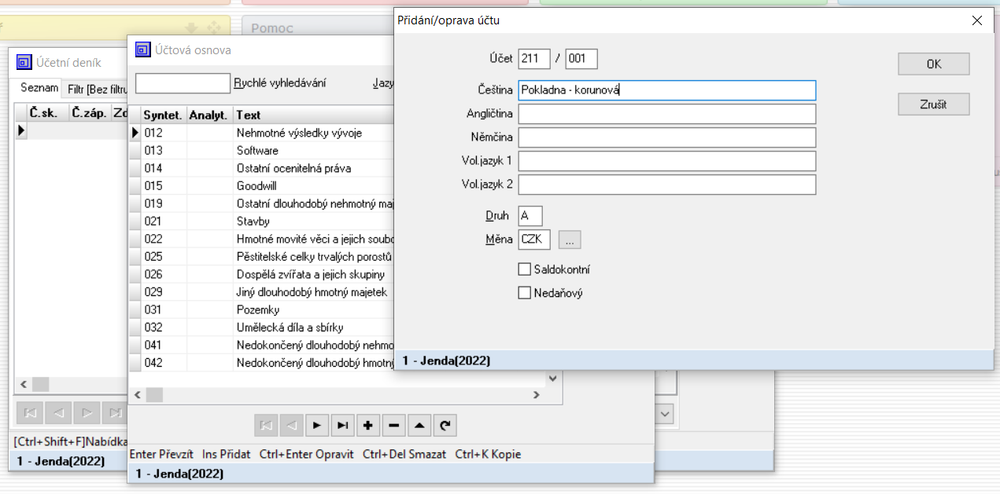 Pomoc
Účetní deník
Seznam Filtr [Bez filtru
Č.sk. Č.záp. Zd
[Ctrl+Shift+F]Nabídka
1 - Jenda(2022)
Účtová osnova
Rychlé vyhledávání Jazy
Syntet. Analyt. Text
012 Nehmotné výsledky vývoje
013 Software
014 Ostatní ocenitelná práva
015 Goodwill
019 Ostatní dlouhodobý nehmotný maj
021 Stavby
022 Hmotné movité věci a jejich soubo
025 Pěstitelské celky trvalých porostů
026 Dospělá zvířata a jejich skupiny
029 Jiný dlouhodobý hmotný majetek
031 Pozemky
032 Umělecká díla a sbírky
041 Nedokončený dlouhodobý nehmo
042 Nedokončený dlouhodobý hmotný
Enter Převzít Ins Přidat Ctrl+Enter Opravit Ctrl+Del Smazat Ctrl+K Kopie
1 - Jenda(2022)
Přidání/oprava účtu
Účet 211 / 001
Čeština Pokladna - korunová
Angličtina
Němčina
Vol.jazyk 1
Vol.jazyk 2
Druh A
Měna CZK ...
Saldokontní
Nedaňový
OK
Zrušit
1 - Jenda(2022)